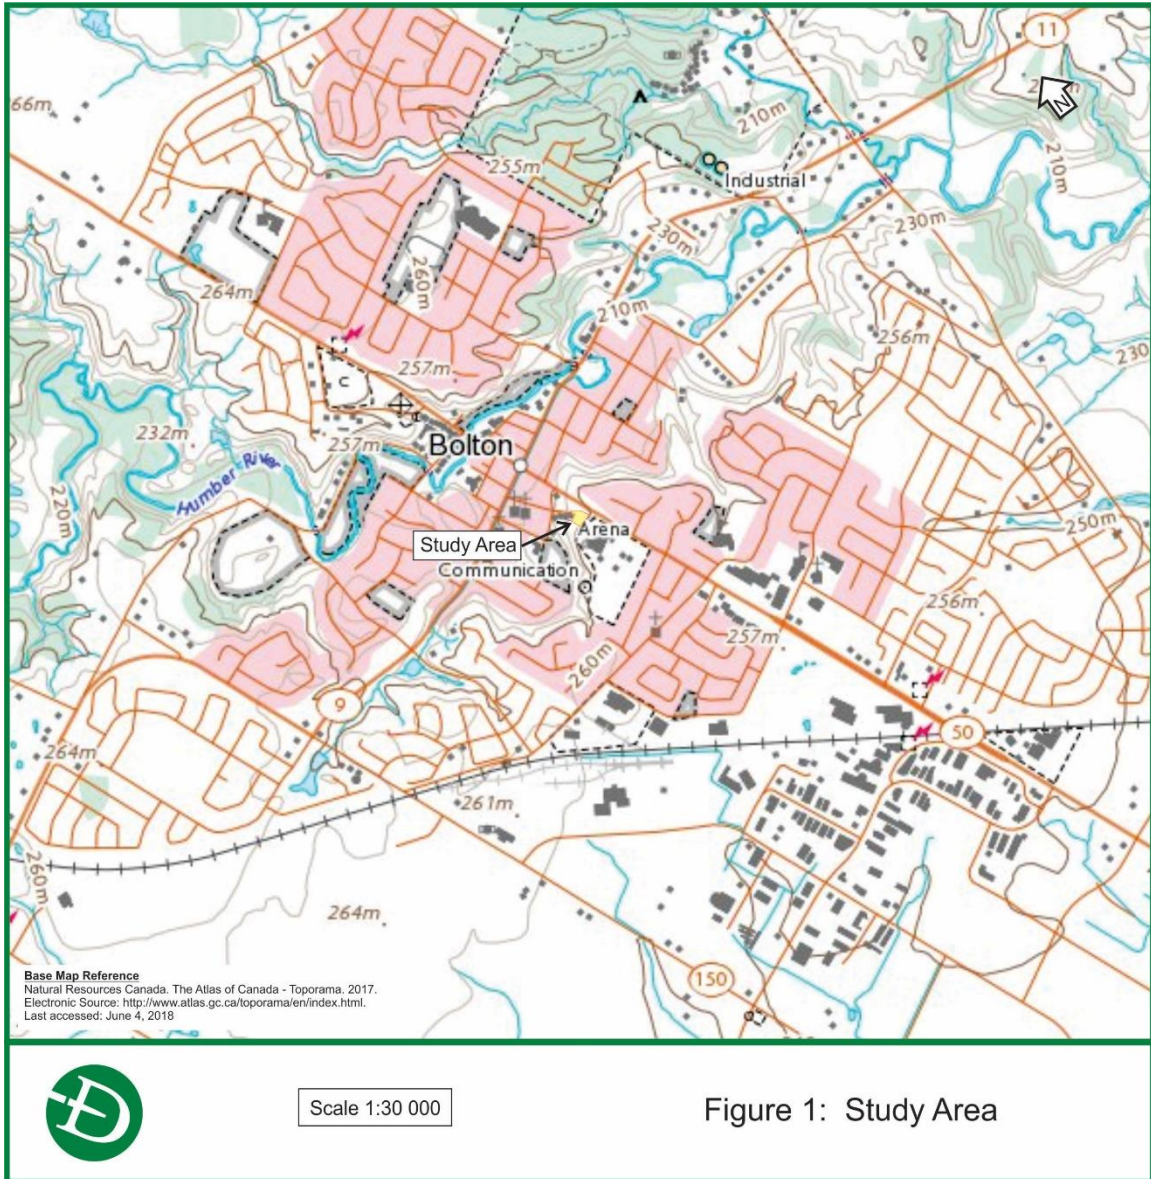 11
66m
2
N
210m
255m
Industrial
210m
230m
230m
264m
260m
210m
256m
230
257m
C
232m
257m
Bolton
Humber River
220m
Study Area
Arena
Communication
250m
256m
257m
260m
9
50
264m
261m
260m
264m
150
Base Map Reference
Natural Resources Canada. The Atlas of Canada - Toporama. 2017.
Electronic Source: http://www.atlas.gc.ca/toporama/en/index.html.
Last accessed: June 4, 2018
D
Scale 1:30 000
Figure 1: Study Area